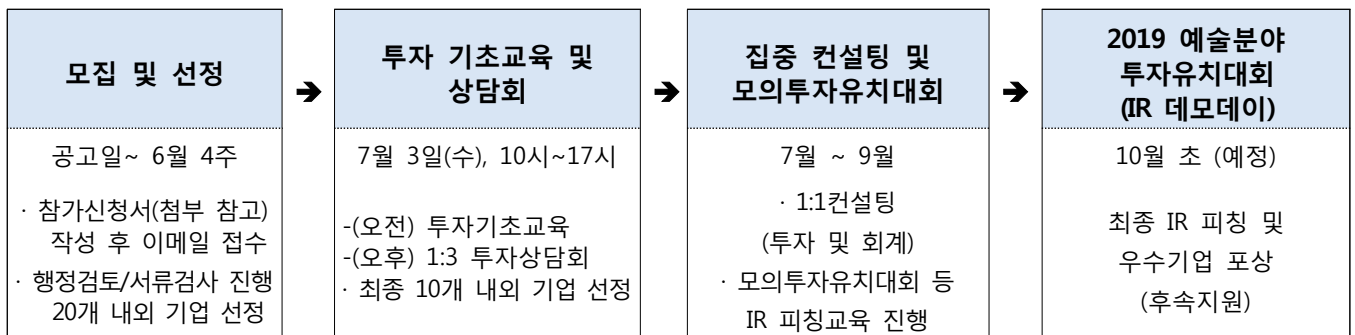 모집 및 선정
공고일~ 6월 4주
· 참가신청서(첨부 참고)
작성 후 이메일 접수
· 행정검토/서류검사 진행
20개 내외 기업 선정
➔
투자 기초교육 및
상담회
7월 3일(수), 10시~17시
-(오전) 투자기초교육
-(오후) 1:3 투자상담회
· 최종 10개 내외 기업 선정
➔
집중 컨설팅 및
모의투자유치대회
7월 ~ 9월
· 1:1컨설팅
(투자 및 회계)
· 모의투자유치대회 등
IR 피칭교육 진행
➔
2019 예술분야
투자유치대회
(IR 데모데이)
10월 초 (예정)
최종 IR 피칭 및
우수기업 포상
(후속지원)